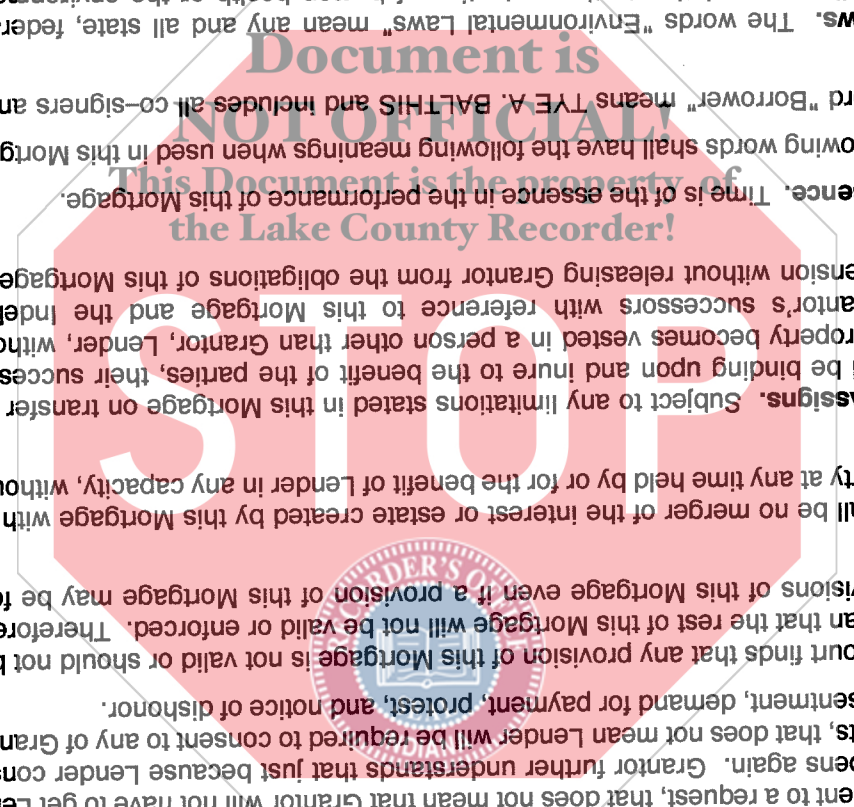 Document is
NOT OFFICIAL!
This Document is the property of
the Lake County Recorder!
STOP
ent to a request, that does not mean that Grantor will not have to get Le
pens again. Grantor further understands that just because Lender cons
sts, that does not mean Lender will be required to consent to any of Gran
sentment, demand for payment, protest, and notice of dishonor.
ourt finds that any provision of this Mortgage is not valid or should not b
an that the rest of this Mortgage will not be valid or enforced. Therefore
visions of this Mortgage even if a provision of this Mortgage may be fo
all be no merger of the interest or estate created by this Mortgage with
ty at any time held by or for the benefit of Lender in any capacity, withou
Assigns. Subject to any limitations stated in this Mortgage on transfer
l be binding upon and inure to the benefit of the parties, their success
roperty becomes vested in a person other than Grantor, Lender, witho
antor's successors with reference to this Mortgage and the Indeb
ension without releasing Grantor from the obligations of this Mortgage
ence. Time is of the essence in the performance of this Mortgage.
owing words shall have the following meanings when used in this Mortg
rd "Borrower" means TYE A. BALTHIS and includes all co-signers an
ws. The words "Environmental Laws" mean any and all state, federa